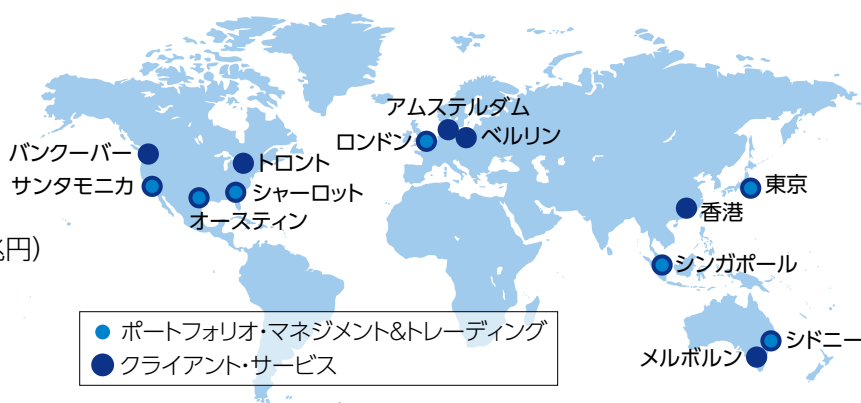 アムステルダム
ロンドン
ベルリン
バンクーバー
トロント
サンタモニカ
シャーロット
東京
オースティン
香港
円)
シンガポール
ポートフォリオ・マネジメント&トレーディング
シドニー
メルボルン
クライアント・サービス